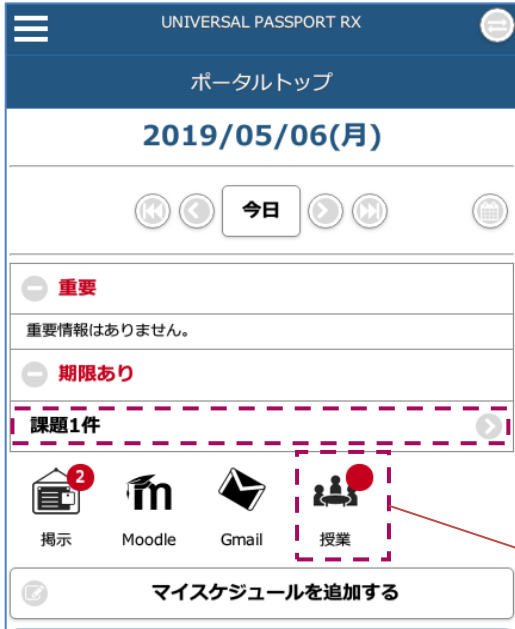 UNIVERSAL PASSPORT RX
ポータルトップ
2019/05/06(月)
今日
重要
重要情報はありません。
期限あり
課題1件
2
掲示
Moodle
Gmail
授業
マイスケジュールを追加する